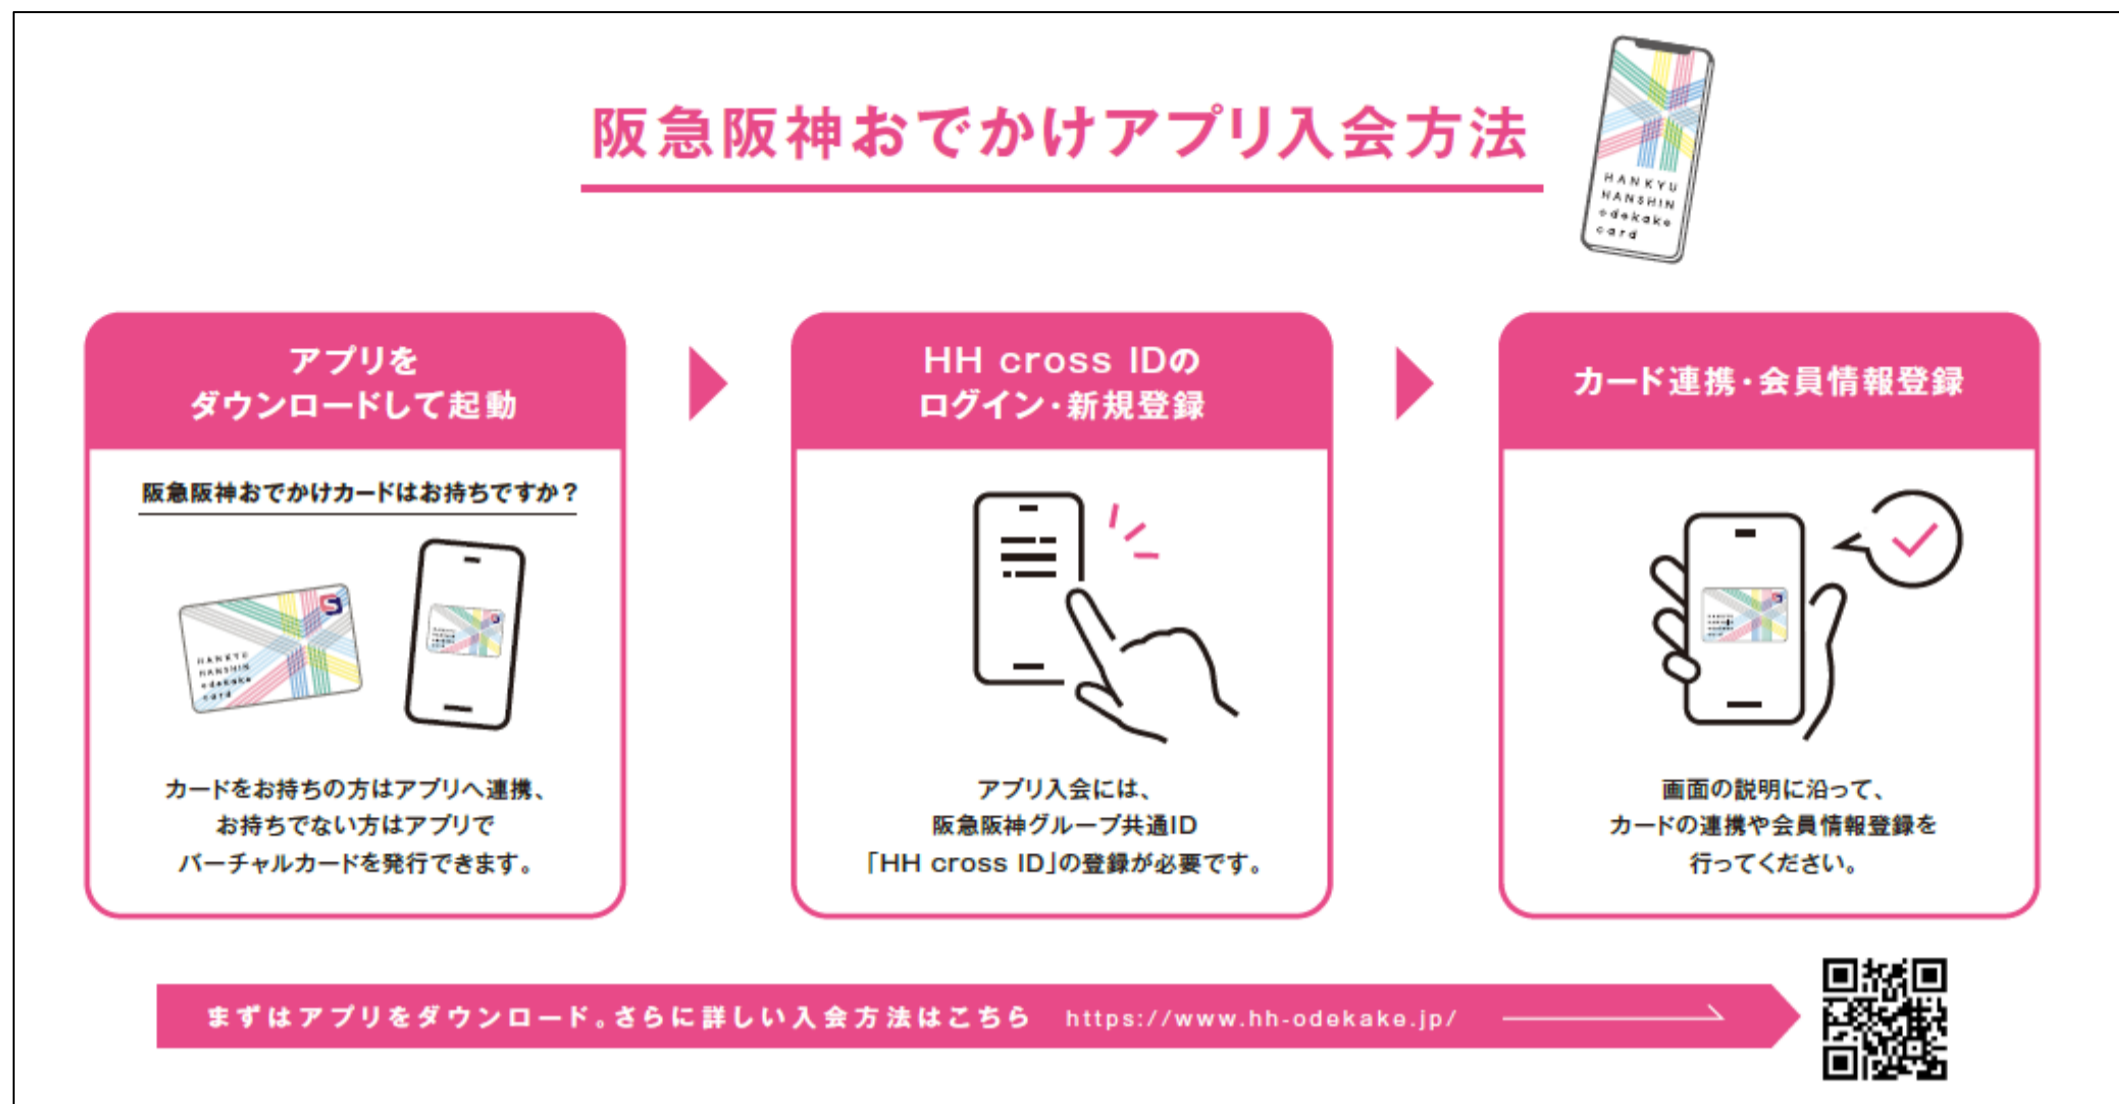 阪急阪神おでかけアプリ入会方法
HANKYU
HANSHIN
odekake
card
アプリを
ダウンロードして起動
阪急阪神おでかけカードはお持ちですか？
HANKYU
HANSHIN
odekake
card
カードをお持ちの方はアプリへ連携、
お持ちでない方はアプリで
バーチャルカードを発行できます。
HH cross IDの
ログイン・新規登録
アプリ入会には、
阪急阪神グループ共通ID
「HH cross ID」の登録が必要です。
カード連携・会員情報登録
画面の説明に沿って、
カードの連携や会員情報登録を
行ってください。
まずはアプリをダウンロード。さらに詳しい入会方法はこちら https://www.hh-odekake.jp/